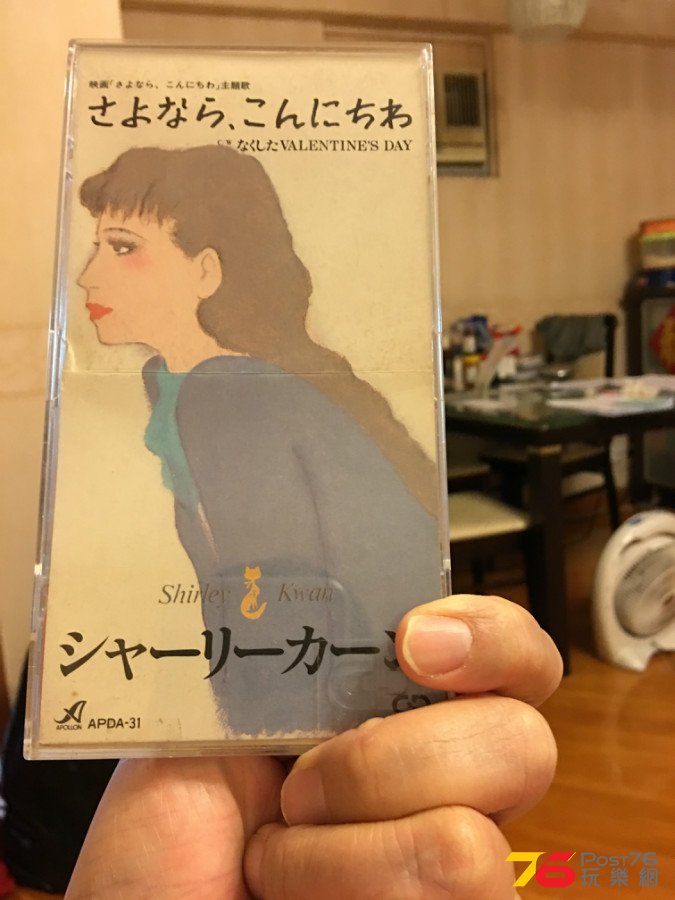 映画「さよなら、こんにちわ」主題歌
さよなら、こんにちわ
C/W なくしたVALENTINE'S DAY
Shirley Kwan
シャーリーカー
APOLLON APDA-31
76 POST76
玩樂網